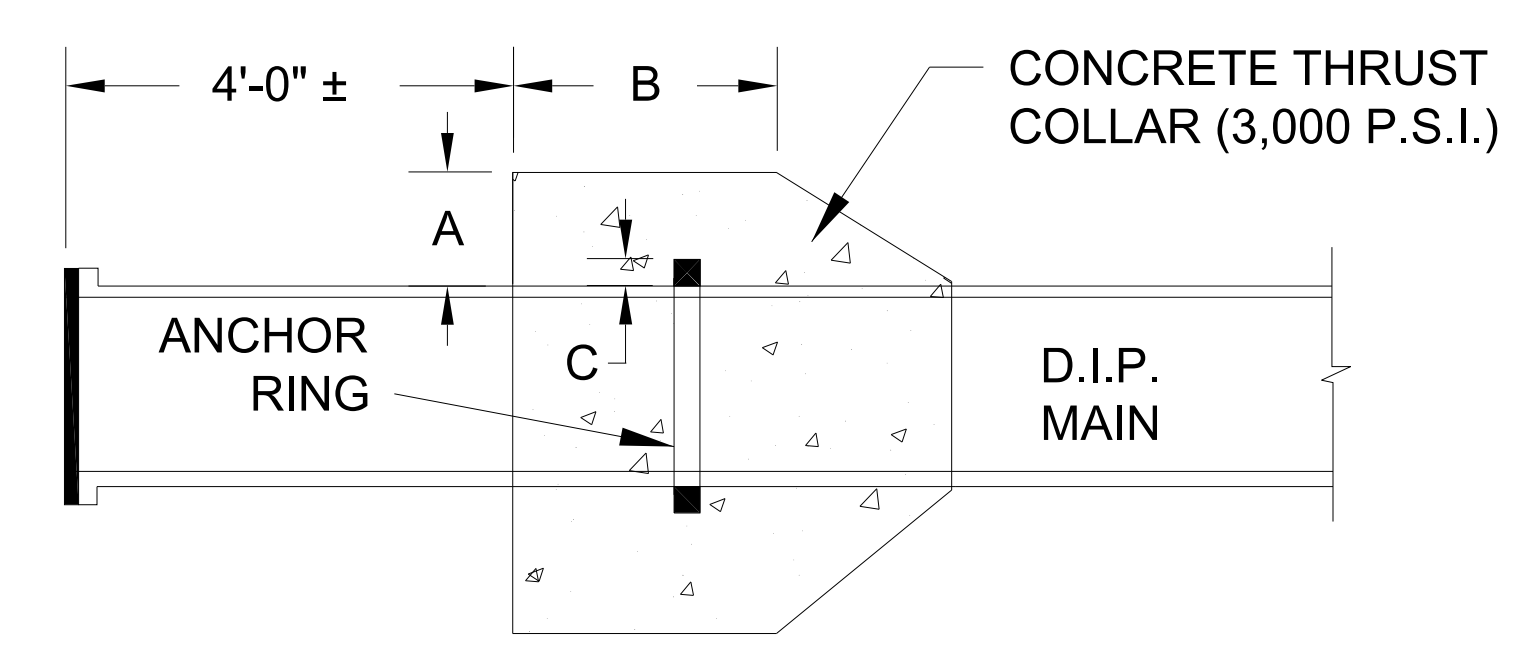 4'-0" ±
B
CONCRETE THRUST
COLLAR (3,000 P.S.I.)
A
ANCHOR
RING
C
D.I.P.
MAIN